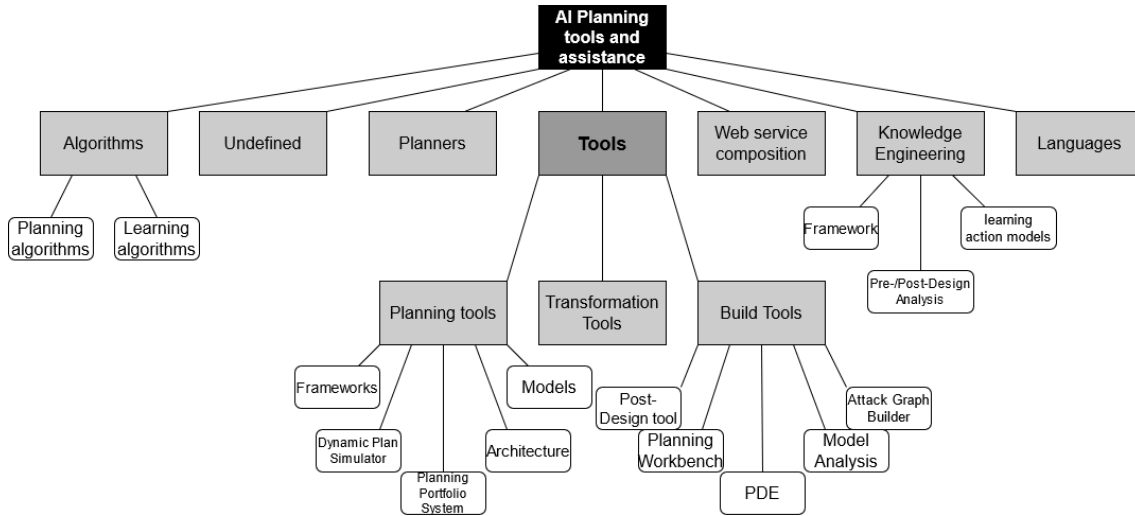 AI Planning
tools and
assistance
Algorithms
Undefined
Planners
Tools
Web service
composition
Knowledge
Engineering
Languages
Planning
algorithms
Learning
algorithms
Framework
learning
action models
Pre-/Post-Design
Analysis
Planning tools
Transformation
Tools
Build Tools
Frameworks
Models
Dynamic Plan
Simulator
Architecture
Planning
Portfolio
System
Post-
Design tool
Attack Graph
Builder
Planning
Workbench
Model
Analysis
PDE